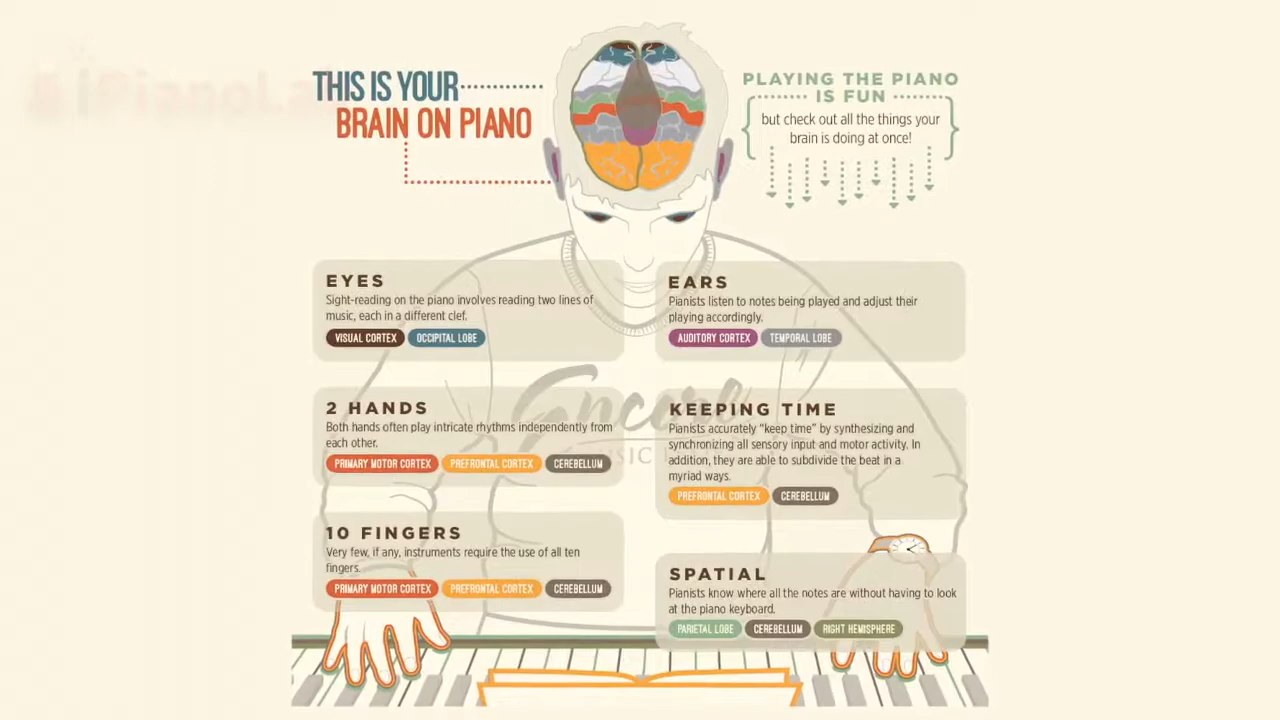 THIS IS YOUR
BRAIN ON PIANO
PLAYING THE PIANO
IS FUN
but check out all the things your
brain is doing at once!
EYES
Sight-reading on the piano involves reading two lines of
music, each in a different clef.
VISUAL CORTEX OCCIPITAL LOBE
EARS
Pianists listen to notes being played and adjust their
playing accordingly.
AUDITORY CORTEX TEMPORAL LOBE
2 HANDS
Both hands often play intricate rhythms independently from
each other.
PRIMARY MOTOR CORTEX PREFRONTAL CORTEX CEREBELLUM
KEEPING TIME
Pianists accurately “keep time” by synthesizing and
synchronizing all sensory input and motor activity. In
addition, they are able to subdivide the beat in a
myriad ways.
PREFRONTAL CORTEX CEREBELLUM
10 FINGERS
Very few, if any, instruments require the use of all ten
fingers.
PRIMARY MOTOR CORTEX PREFRONTAL CORTEX CEREBELLUM
SPATIAL
Pianists know where all the notes are without having to look
at the piano keyboard.
PARIETAL LOBE CEREBELLUM RIGHT HEMISPHERE
Encore